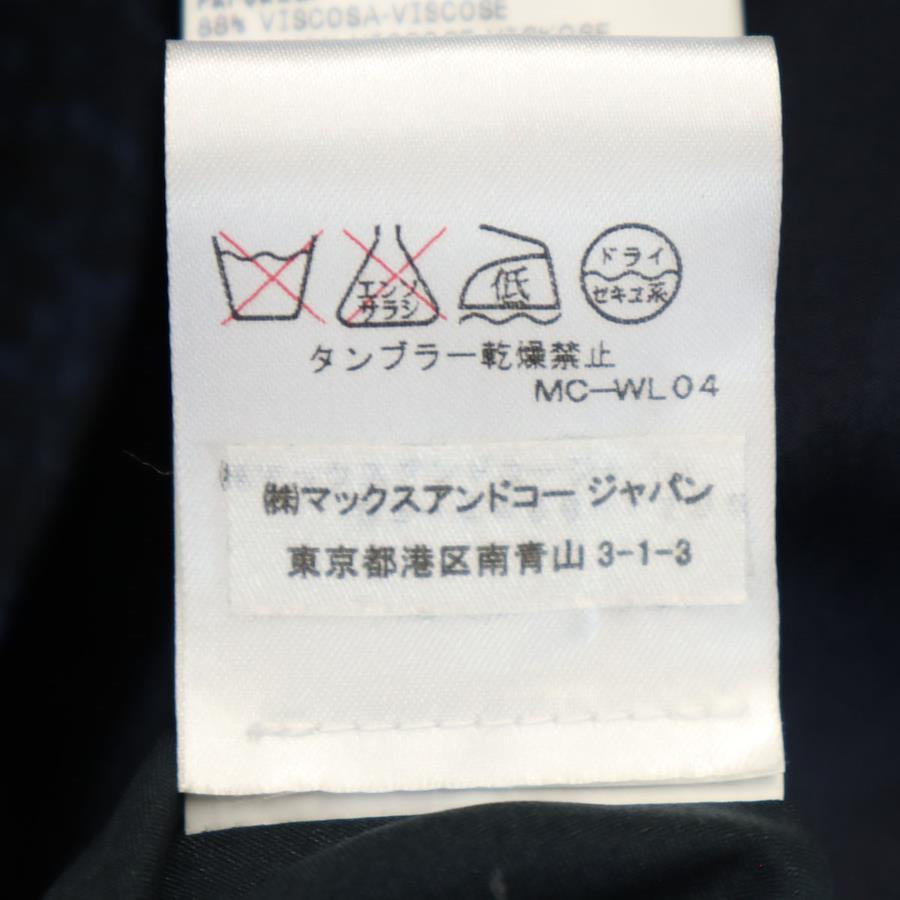 88% VISCOSA-VISCOSE
エンソ
サラシ
低
ドライ
セキユ系
タンブラー乾燥禁止
MC-WL04
㈱マックスアンドコー ジャパン
東京都港区南青山 3-1-3